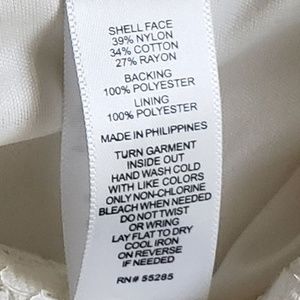 SHELL FACE
39% NYLON
34% COTTON
27% RAYON
BACKING
100% POLYESTER
LINING
100% POLYESTER
MADE IN PHILIPPINES
TURN GARMENT
INSIDE OUT
HAND WASH COLD
WITH LIKE COLORS
ONLY NON-CHLORINE
BLEACH WHEN NEEDED
DO NOT TWIST
OR WRING
LAY FLAT TO DRY
COOL IRON
ON REVERSE
IF NEEDED
RN# 55285